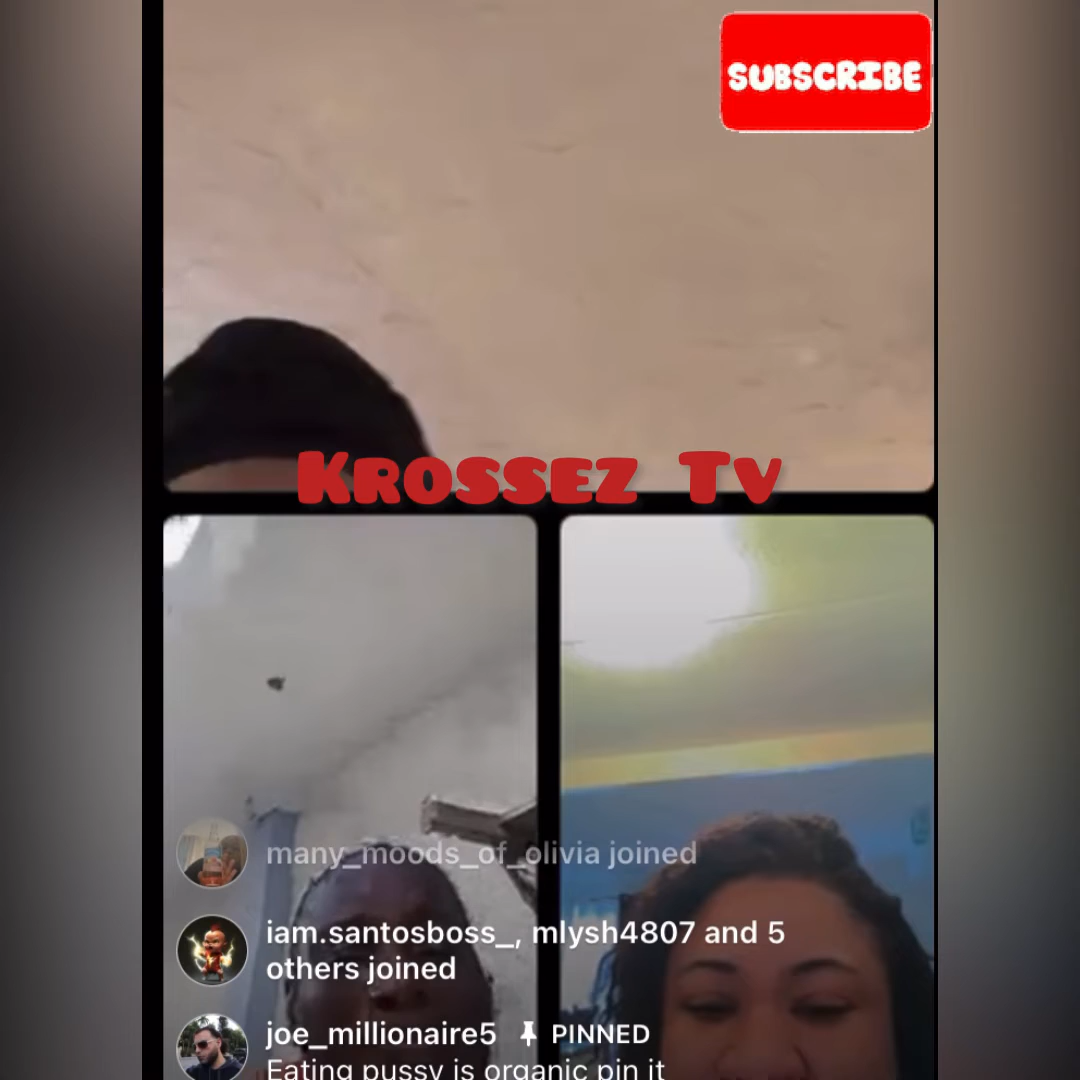 SUBSCRIBE
KROSSEZ TV
many_moods_of_olivia joined
iam.santosboss_, mlysh4807 and 5
others joined
joe_millionaire5 PINNED
Eating pussy is organic pin it